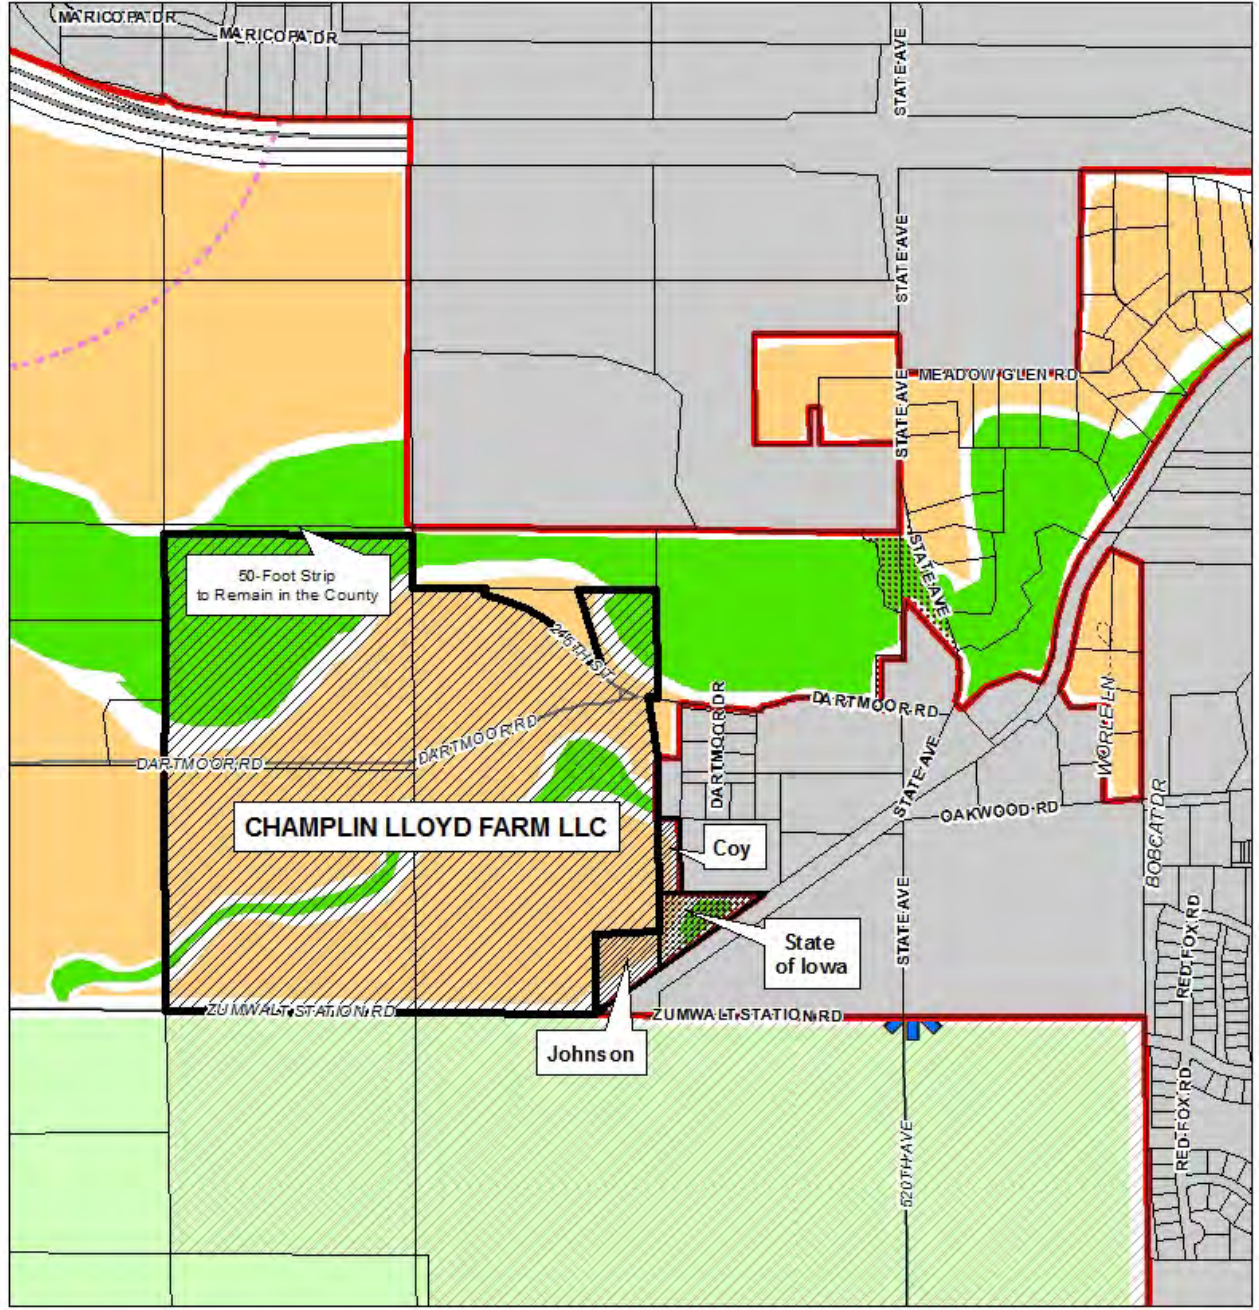 MARICOPA DR
MARICOPA DR
STATE AVE
STATE AVE
STATE AVE
MEADOW GLEN RD
STATE AVE
50-Foot Strip
to Remain in the County
245TH ST
DARTMOOR RD
DARTMOOR RD
DARTMOOR RD
DARTMOOR DR
WORLE LN
STATE AVE
OAKWOOD RD
BOBCAT DR
CHAMPLIN LLOYD FARM LLC
Coy
State
of Iowa
STATE AVE
RED FOX RD
ZUMWALT STATION RD
ZUMWALT STATION RD
Johnson
520TH AVE
RED FOX RD